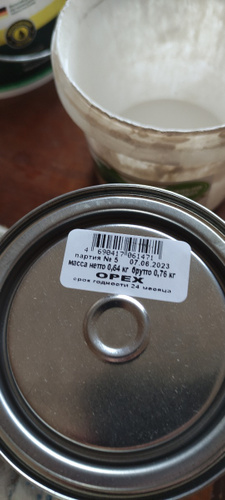 4 690417 061471
партия № 5 07.06.2023
масса нетто 0,64 кг брутто 0,76 кг
ОРЕХ
срок годности 24 месяца